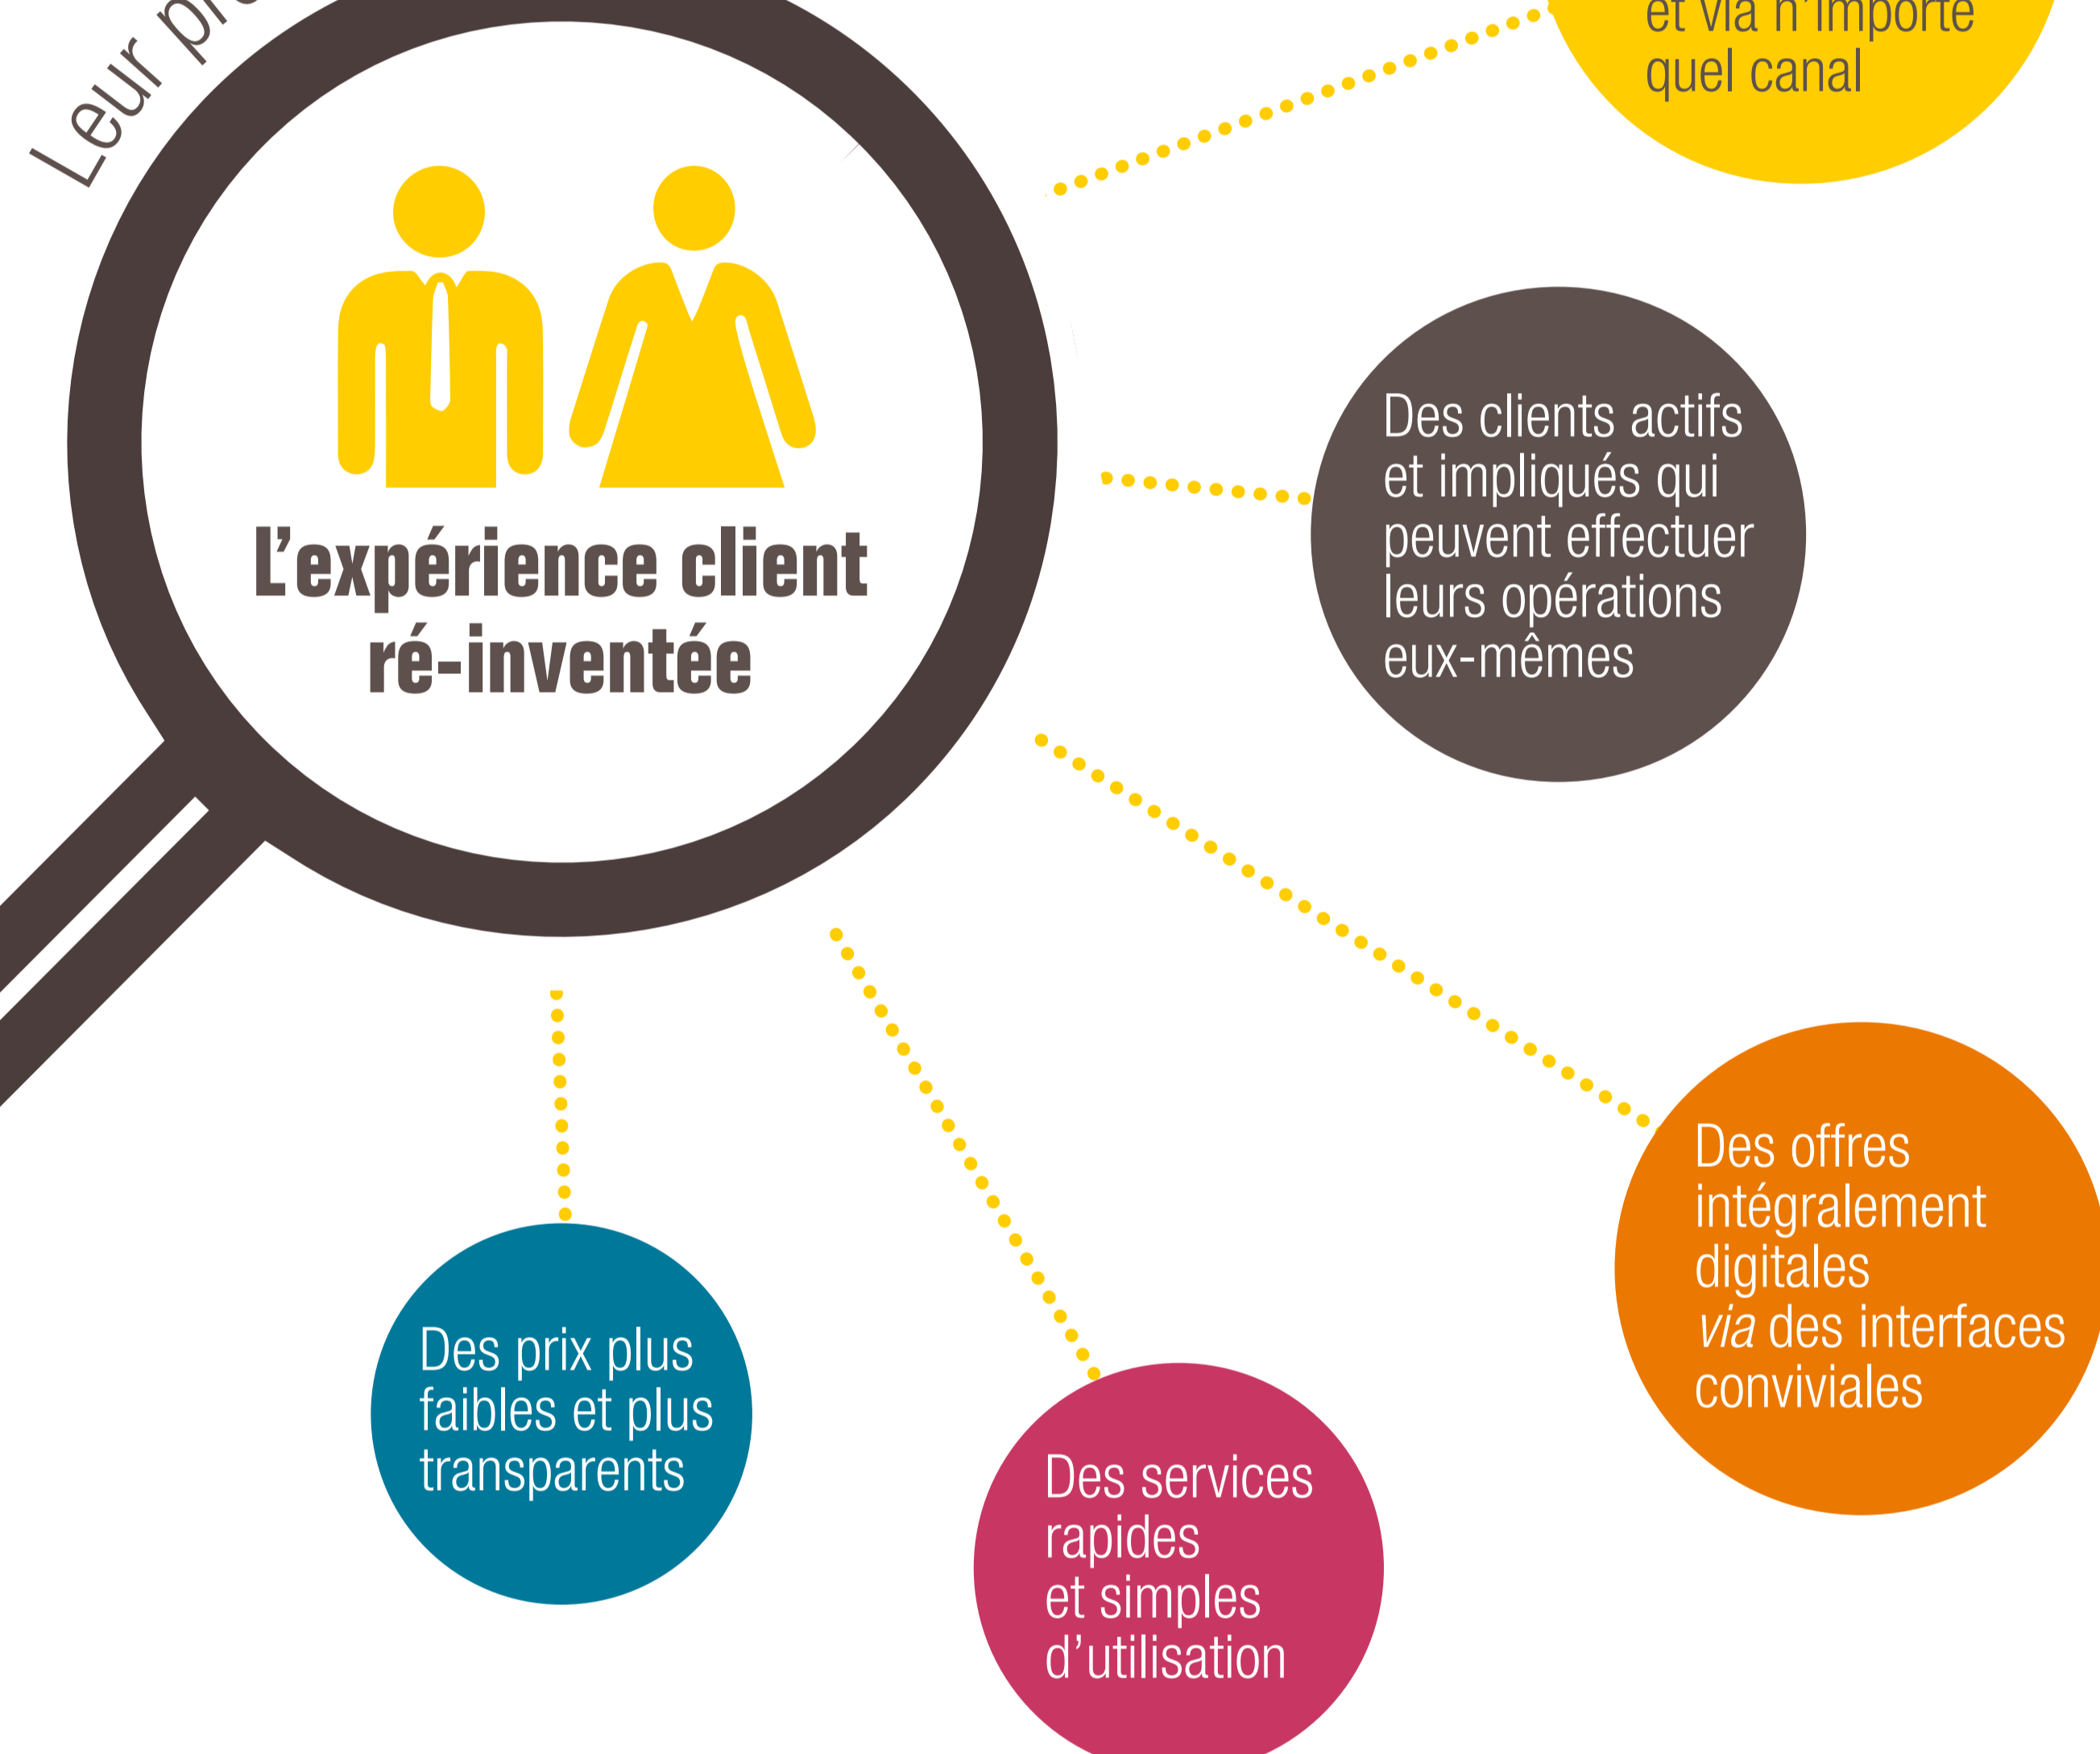 Leur
et via n'importe
quel canal
L'expérience client
ré-inventée
Des clients actifs
et impliqués qui
peuvent effectuer
leurs opérations
eux-mêmes
Des offres
intégralement
digitales
via des interfaces
conviviales
Des prix plus
faibles et plus
transparents
Des services
rapides
et simples
d'utilisation